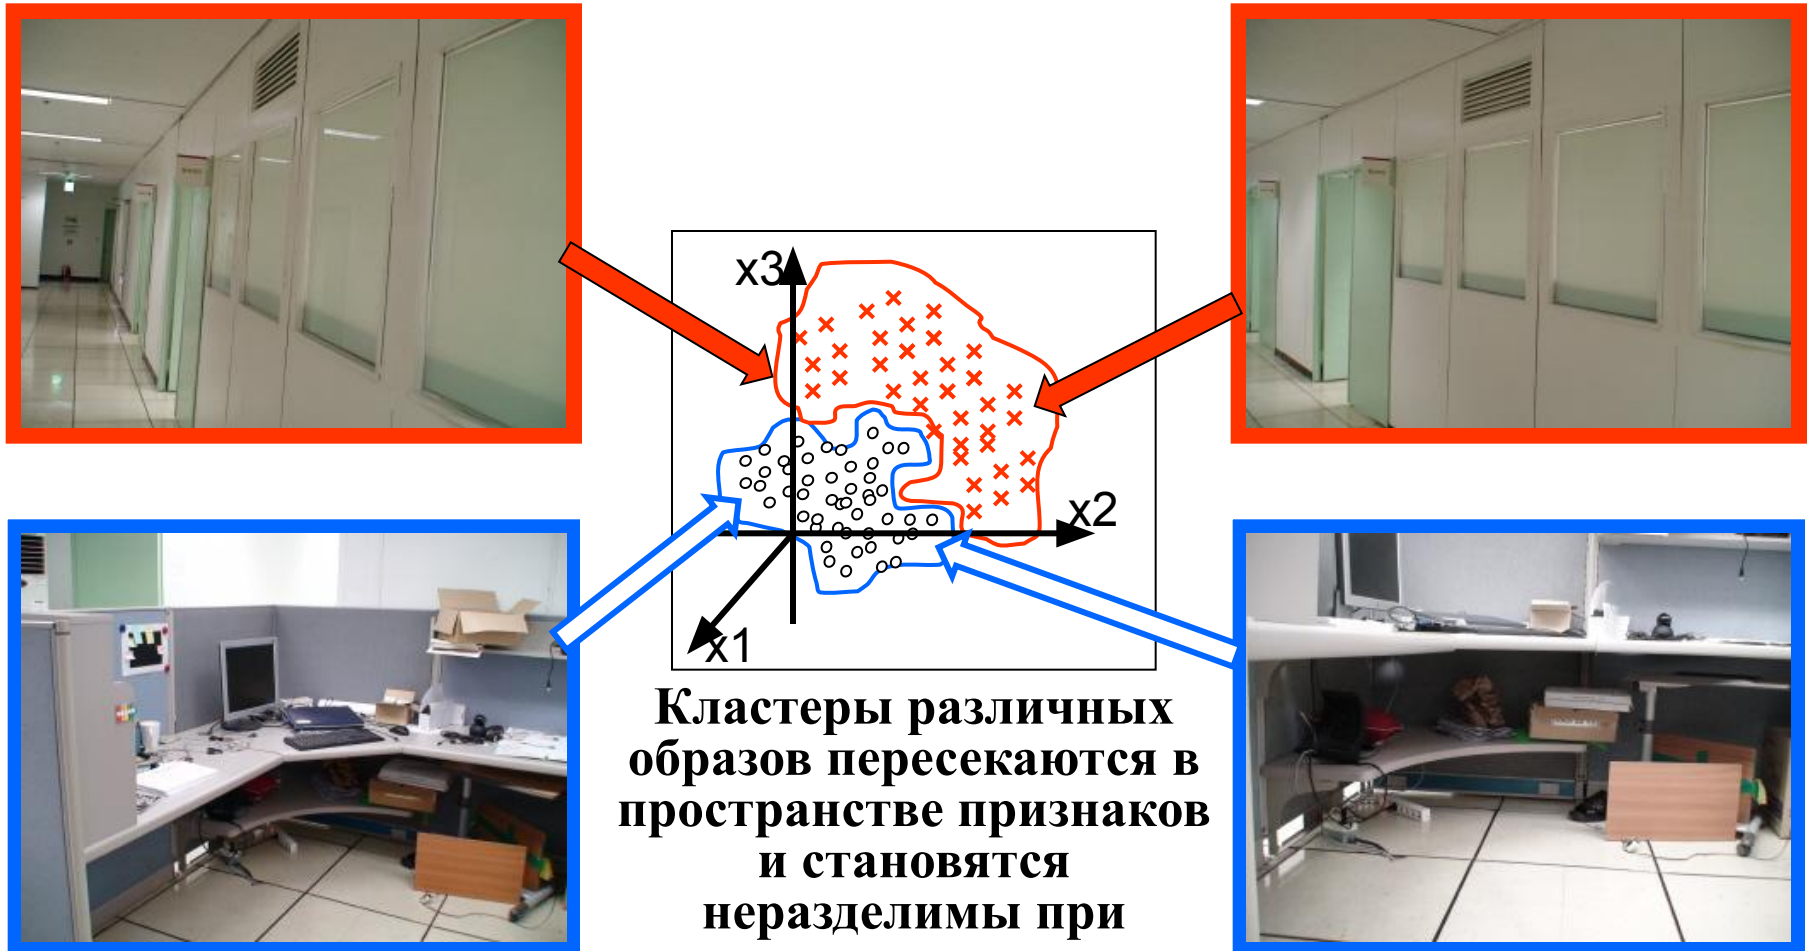 x3
x2
x1
Кластеры различных
образов пересекаются в
пространстве признаков
и становятся
неразделимы при